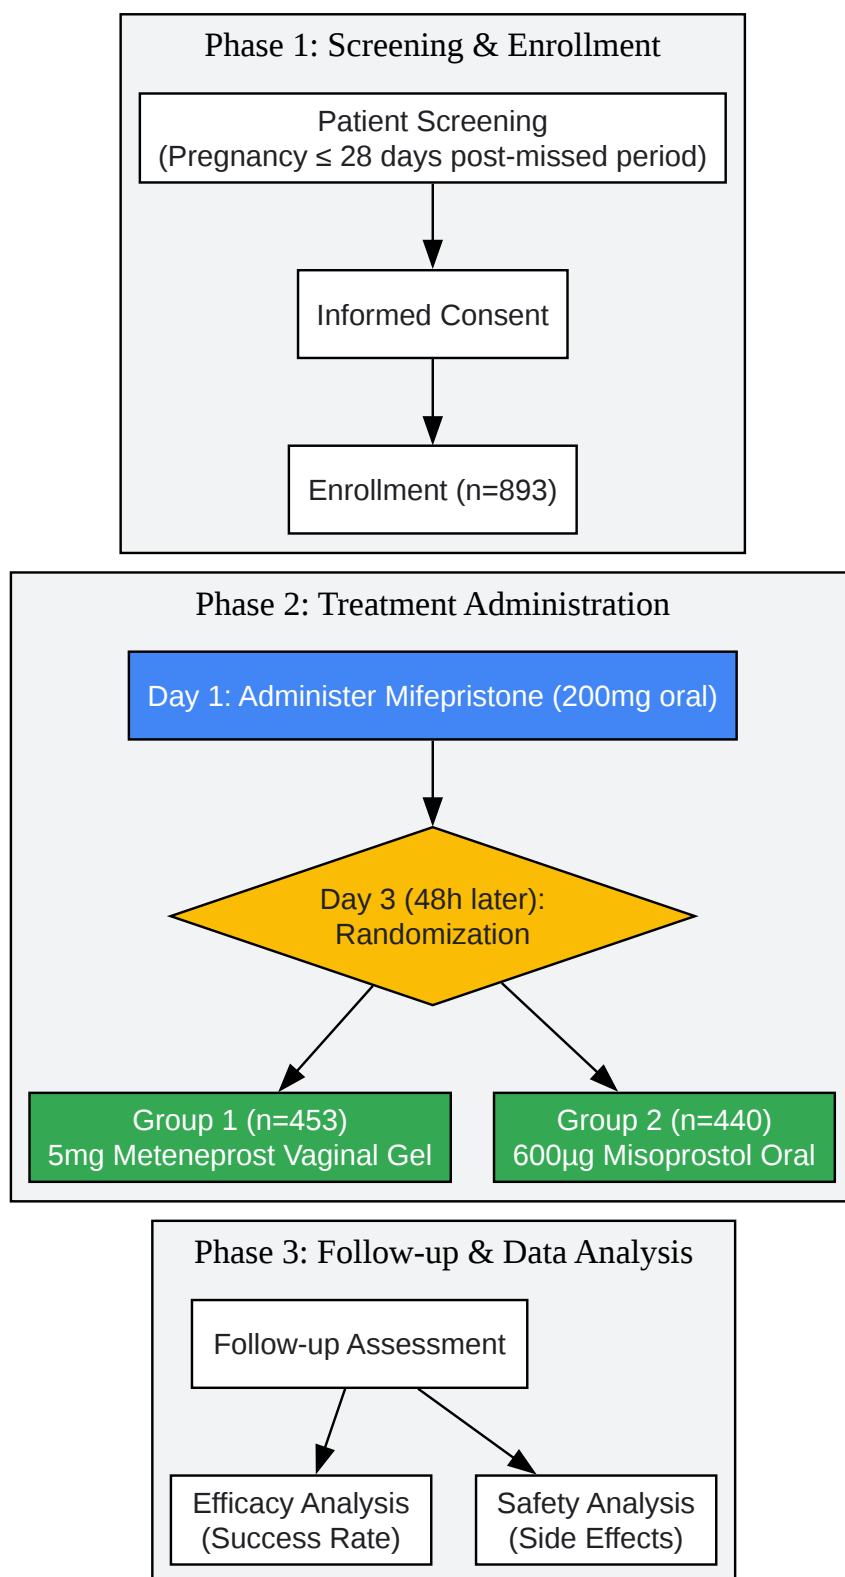 Phase 1: Screening & Enrollment
Patient Screening
(Pregnancy ≤ 28 days post-missed period)
Informed Consent
Enrollment (n=893)
Phase 2: Treatment Administration
Day 1: Administer Mifepristone (200mg oral)
Day 3 (48h later):
Randomization
Group 1 (n=453)
5mg Meteneprost Vaginal Gel
Group 2 (n=440)
600µg Misoprostol Oral
Phase 3: Follow-up & Data Analysis
Follow-up Assessment
Efficacy Analysis
(Success Rate)
Safety Analysis
(Side Effects)